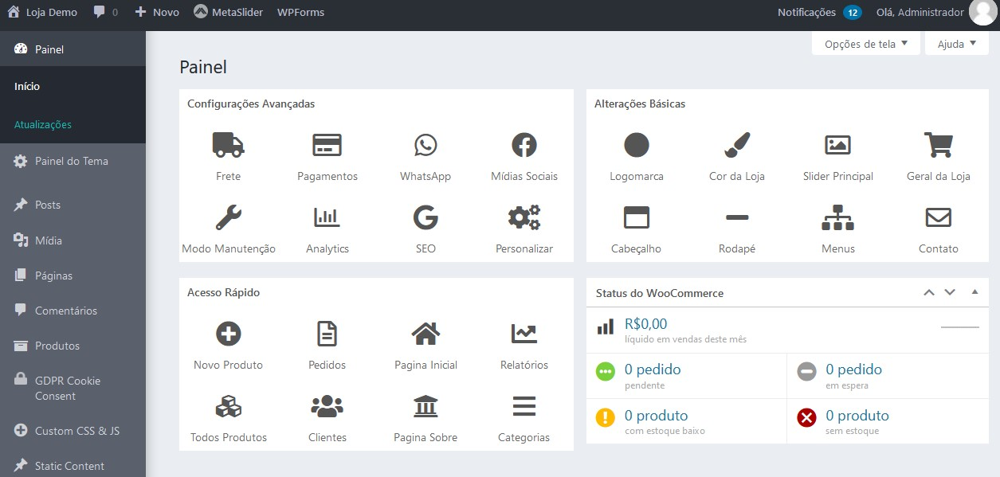 Loja Demo 0 Novo MetaSlider WPForms Notificações 12 Olá, Administrador
Painel
Início
Atualizações
Painel do Tema
Posts
Mídia
Páginas
Comentários
Produtos
GDPR Cookie
Consent
Custom CSS & JS
Static Content
Opções de tela Ajuda
Painel
Configurações Avançadas
Frete Pagamentos WhatsApp Mídias Sociais
Modo Manutenção Analytics SEO Personalizar
Alterações Básicas
Logomarca Cor da Loja Slider Principal Geral da Loja
Cabeçalho Rodapé Menus Contato
Acesso Rápido
Novo Produto Pedidos Pagina Inicial Relatórios
Todos Produtos Clientes Pagina Sobre Categorias
Status do WooCommerce
R$0,00
líquido em vendas deste mês
0 pedido
pendente
0 pedido
em espera
0 produto
com estoque baixo
0 produto
sem estoque